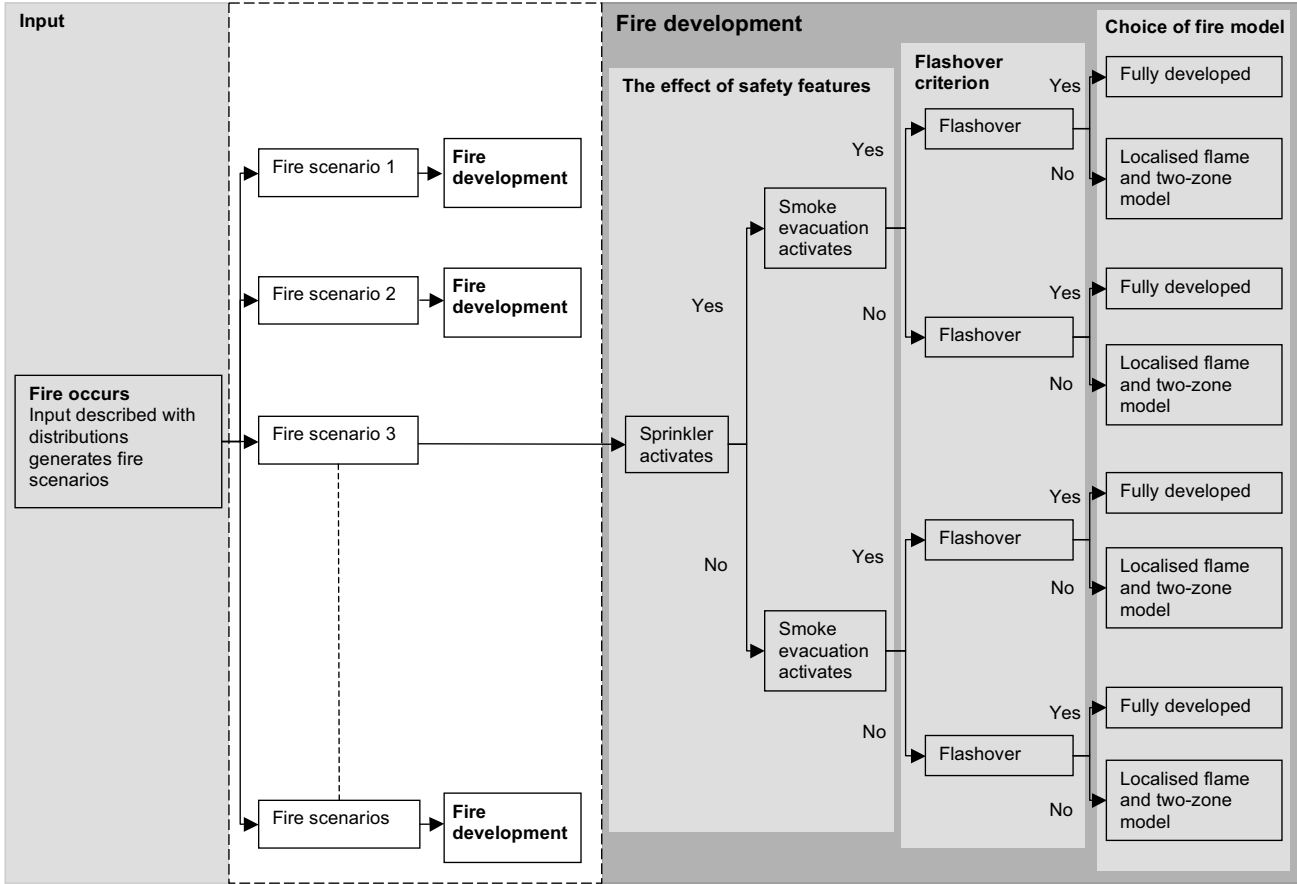 Input
Fire occurs
Input described with
distributions
generates fire
scenarios
Fire scenario 1
Fire
development
Fire scenario 2
Fire
development
Fire scenario 3
Fire scenarios
Fire
development
Fire development
The effect of safety features
Sprinkler
activates
Yes
No
Smoke
evacuation
activates
Yes
No
Smoke
evacuation
activates
Yes
No
Flashover
criterion
Flashover
Yes
No
Flashover
Yes
No
Flashover
Yes
No
Flashover
Yes
No
Choice of fire model
Fully developed
Localised flame
and two-zone
model
Fully developed
Localised flame
and two-zone
model
Fully developed
Localised flame
and two-zone
model
Fully developed
Localised flame
and two-zone
model